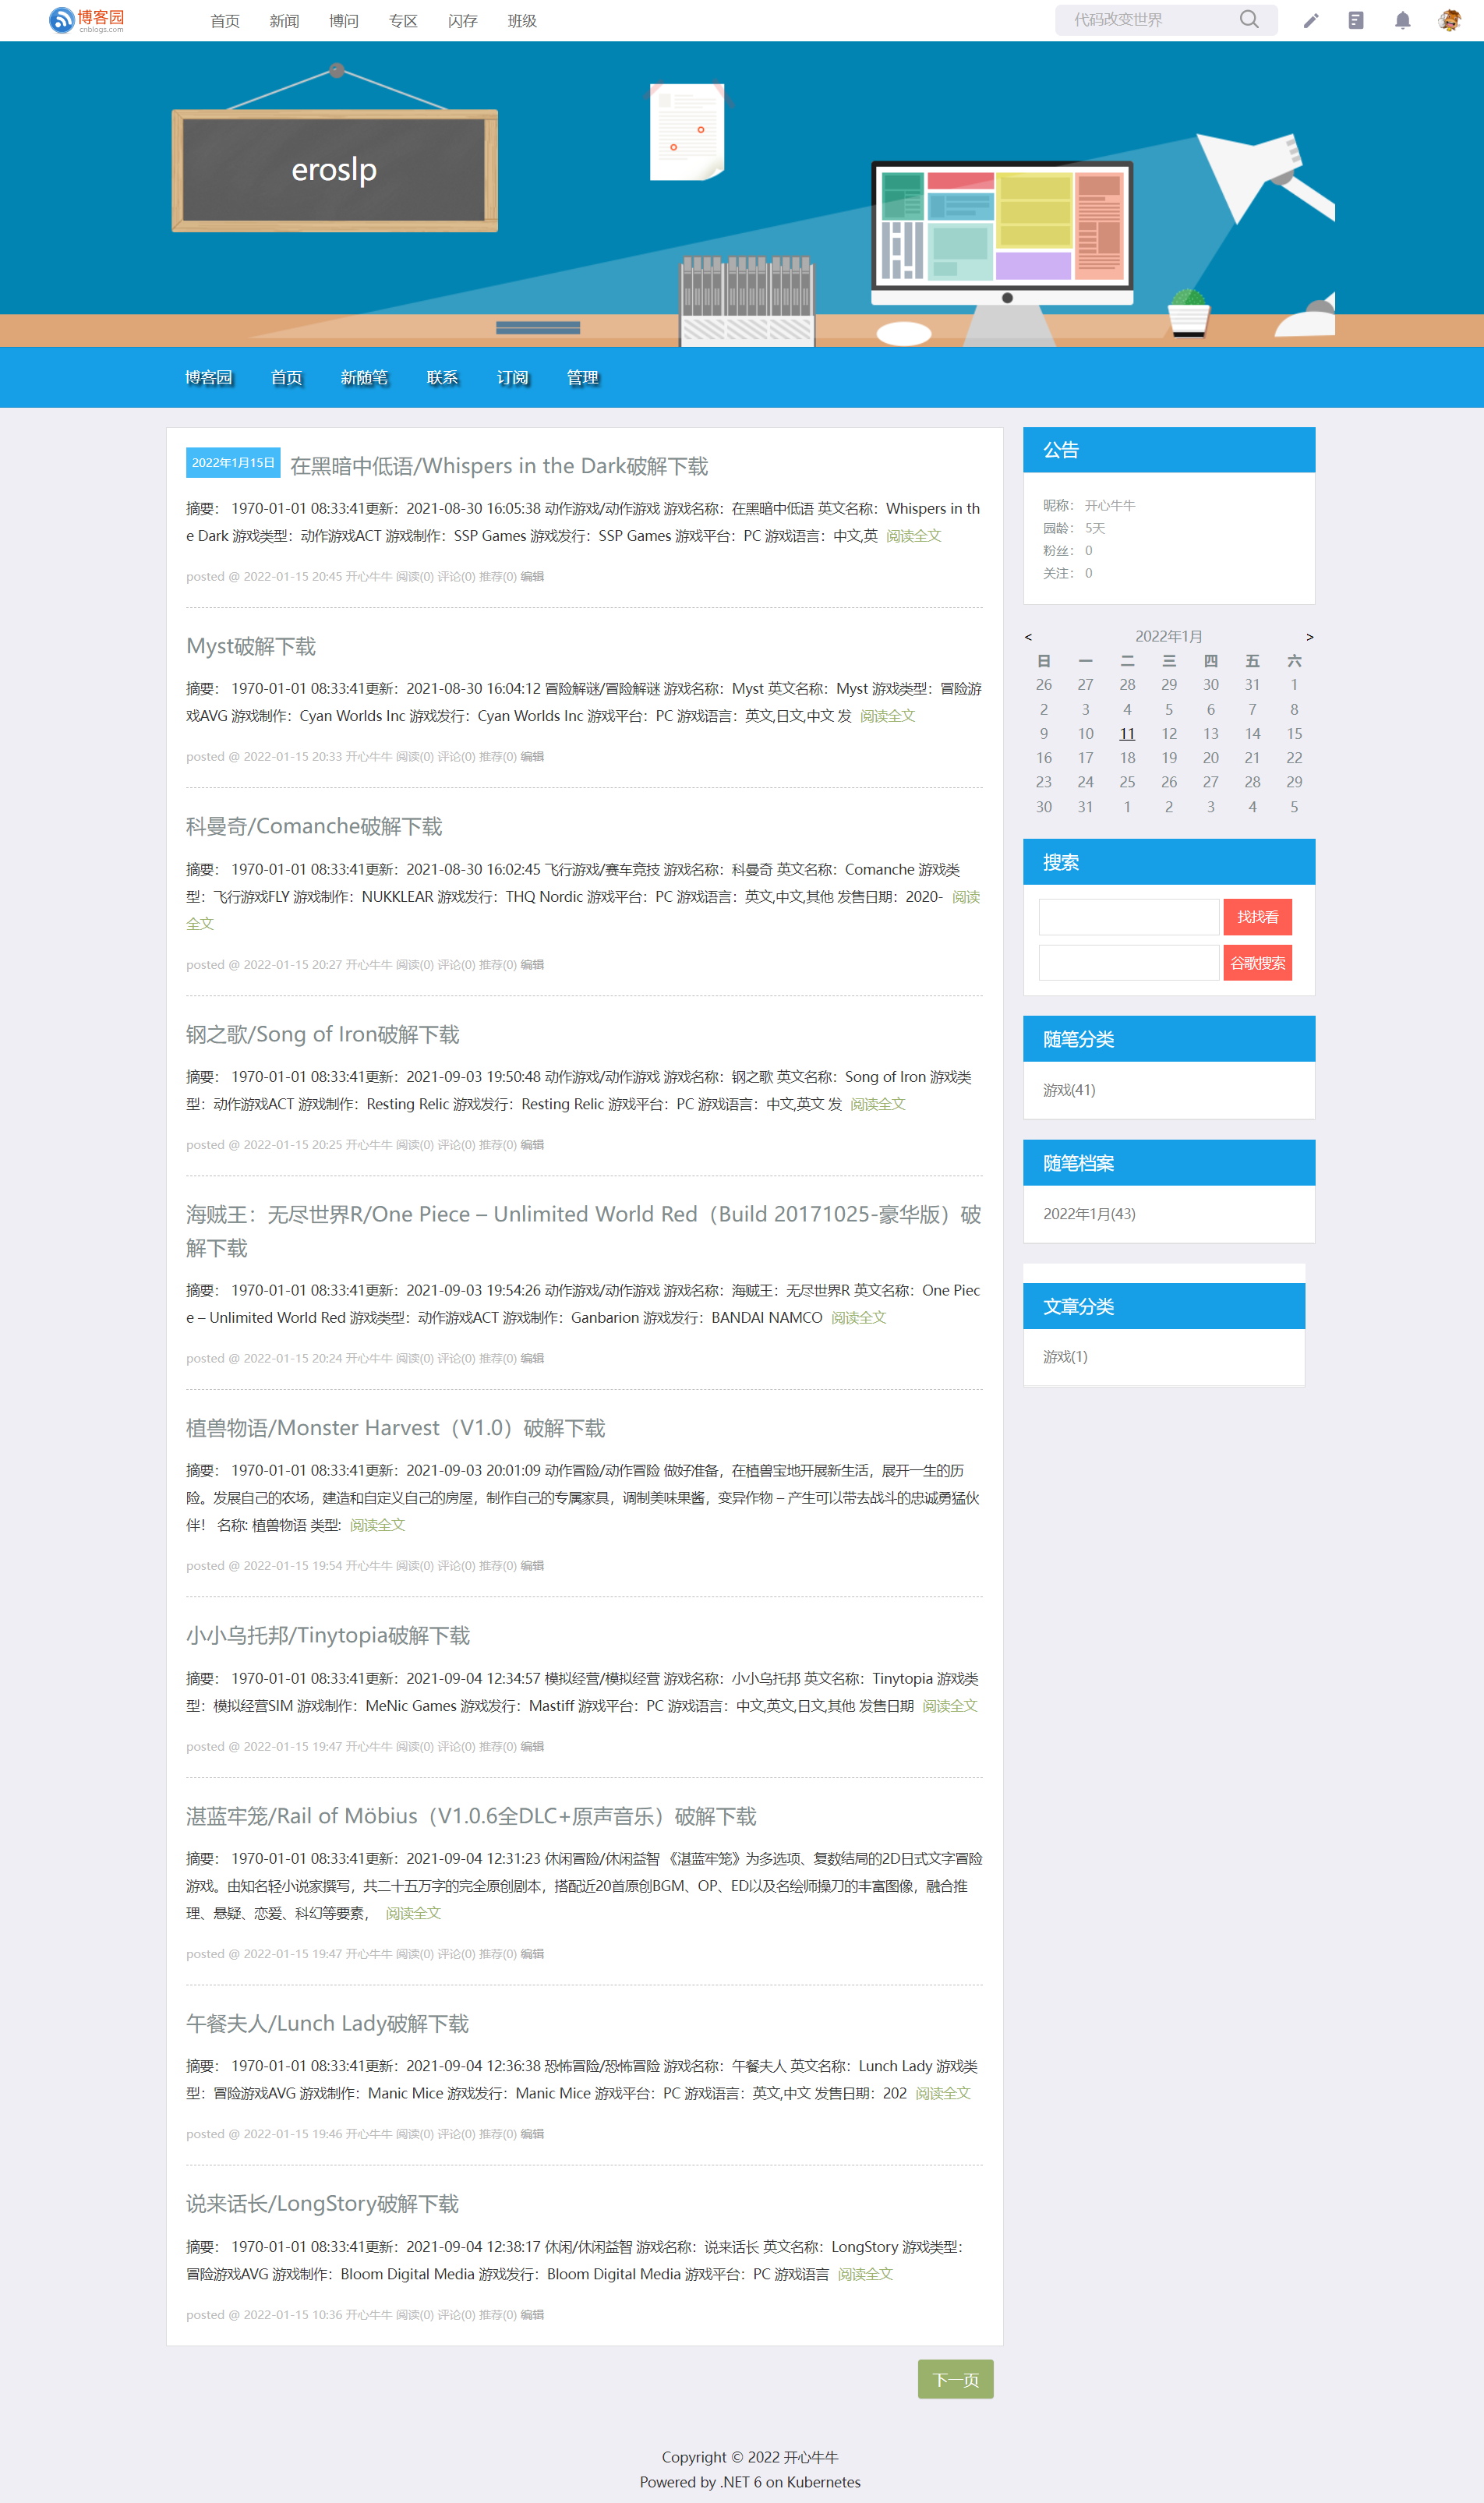 博客园
cnblogs.com
首页 新闻 博问 专区 闪存 班级
代码改变世界
eroslp
博客园 首页 新随笔 联系 订阅 管理
2022年1月15日
在黑暗中低语/Whispers in the Dark破解下载
摘要： 1970-01-01 08:33:41更新：2021-08-30 16:05:38 动作游戏/动作游戏 游戏名称：在黑暗中低语 英文名称：Whispers in th
e Dark 游戏类型：动作游戏ACT 游戏制作：SSP Games 游戏发行：SSP Games 游戏平台：PC 游戏语言：中文,英 阅读全文
posted @ 2022-01-15 20:45 开心牛牛 阅读(0) 评论(0) 推荐(0) 编辑
Myst破解下载
摘要： 1970-01-01 08:33:41更新：2021-08-30 16:04:12 冒险解谜/冒险解谜 游戏名称：Myst 英文名称：Myst 游戏类型：冒险游
戏AVG 游戏制作：Cyan Worlds Inc 游戏发行：Cyan Worlds Inc 游戏平台：PC 游戏语言：英文,日文,中文 发 阅读全文
posted @ 2022-01-15 20:33 开心牛牛 阅读(0) 评论(0) 推荐(0) 编辑
科曼奇/Comanche破解下载
摘要： 1970-01-01 08:33:41更新：2021-08-30 16:02:45 飞行游戏/赛车竞技 游戏名称：科曼奇 英文名称：Comanche 游戏类
型：飞行游戏FLY 游戏制作：NUKKLEAR 游戏发行：THQ Nordic 游戏平台：PC 游戏语言：英文,中文,其他 发售日期：2020- 阅读
全文
posted @ 2022-01-15 20:27 开心牛牛 阅读(0) 评论(0) 推荐(0) 编辑
钢之歌/Song of Iron破解下载
摘要： 1970-01-01 08:33:41更新：2021-09-03 19:50:48 动作游戏/动作游戏 游戏名称：钢之歌 英文名称：Song of Iron 游戏类
型：动作游戏ACT 游戏制作：Resting Relic 游戏发行：Resting Relic 游戏平台：PC 游戏语言：中文,英文 发 阅读全文
posted @ 2022-01-15 20:25 开心牛牛 阅读(0) 评论(0) 推荐(0) 编辑
海贼王：无尽世界R/One Piece – Unlimited World Red（Build 20171025-豪华版）破
解下载
摘要： 1970-01-01 08:33:41更新：2021-09-03 19:54:26 动作游戏/动作游戏 游戏名称：海贼王：无尽世界R 英文名称：One Piec
e – Unlimited World Red 游戏类型：动作游戏ACT 游戏制作：Ganbarion 游戏发行：BANDAI NAMCO 阅读全文
posted @ 2022-01-15 20:24 开心牛牛 阅读(0) 评论(0) 推荐(0) 编辑
植兽物语/Monster Harvest（V1.0）破解下载
摘要： 1970-01-01 08:33:41更新：2021-09-03 20:01:09 动作冒险/动作冒险 做好准备，在植兽宝地开展新生活，展开一生的历
险。发展自己的农场，建造和自定义自己的房屋，制作自己的专属家具，调制美味果酱，变异作物 – 产生可以带去战斗的忠诚勇猛伙
伴！ 名称: 植兽物语 类型: 阅读全文
posted @ 2022-01-15 19:54 开心牛牛 阅读(0) 评论(0) 推荐(0) 编辑
小小乌托邦/Tinytopia破解下载
摘要： 1970-01-01 08:33:41更新：2021-09-04 12:34:57 模拟经营/模拟经营 游戏名称：小小乌托邦 英文名称：Tinytopia 游戏类
型：模拟经营SIM 游戏制作：MeNic Games 游戏发行：Mastiff 游戏平台：PC 游戏语言：中文,英文,日文,其他 发售日期 阅读全文
posted @ 2022-01-15 19:47 开心牛牛 阅读(0) 评论(0) 推荐(0) 编辑
湛蓝牢笼/Rail of Möbius（V1.0.6全DLC+原声音乐）破解下载
摘要： 1970-01-01 08:33:41更新：2021-09-04 12:31:23 休闲冒险/休闲益智 《湛蓝牢笼》为多选项、复数结局的2D日式文字冒险
游戏。由知名轻小说家撰写，共二十五万字的完全原创剧本，搭配近20首原创BGM、OP、ED以及名绘师操刀的丰富图像，融合推
理、悬疑、恋爱、科幻等要素， 阅读全文
posted @ 2022-01-15 19:47 开心牛牛 阅读(0) 评论(0) 推荐(0) 编辑
午餐夫人/Lunch Lady破解下载
摘要： 1970-01-01 08:33:41更新：2021-09-04 12:36:38 恐怖冒险/恐怖冒险 游戏名称：午餐夫人 英文名称：Lunch Lady 游戏类
型：冒险游戏AVG 游戏制作：Manic Mice 游戏发行：Manic Mice 游戏平台：PC 游戏语言：英文,中文 发售日期：202 阅读全文
posted @ 2022-01-15 19:46 开心牛牛 阅读(0) 评论(0) 推荐(0) 编辑
说来话长/LongStory破解下载
摘要： 1970-01-01 08:33:41更新：2021-09-04 12:38:17 休闲/休闲益智 游戏名称：说来话长 英文名称：LongStory 游戏类型：
冒险游戏AVG 游戏制作：Bloom Digital Media 游戏发行：Bloom Digital Media 游戏平台：PC 游戏语言 阅读全文
posted @ 2022-01-15 10:36 开心牛牛 阅读(0) 评论(0) 推荐(0) 编辑
下一页
公告
昵称： 开心牛牛
园龄： 5天
粉丝： 0
关注： 0
< 2022年1月 >
日 一 二 三 四 五 六
26 27 28 29 30 31 1
2 3 4 5 6 7 8
9 10 11 12 13 14 15
16 17 18 19 20 21 22
23 24 25 26 27 28 29
30 31 1 2 3 4 5
搜索
找找看
谷歌搜索
随笔分类
游戏(41)
随笔档案
2022年1月(43)
文章分类
游戏(1)
Copyright © 2022 开心牛牛
Powered by .NET 6 on Kubernetes